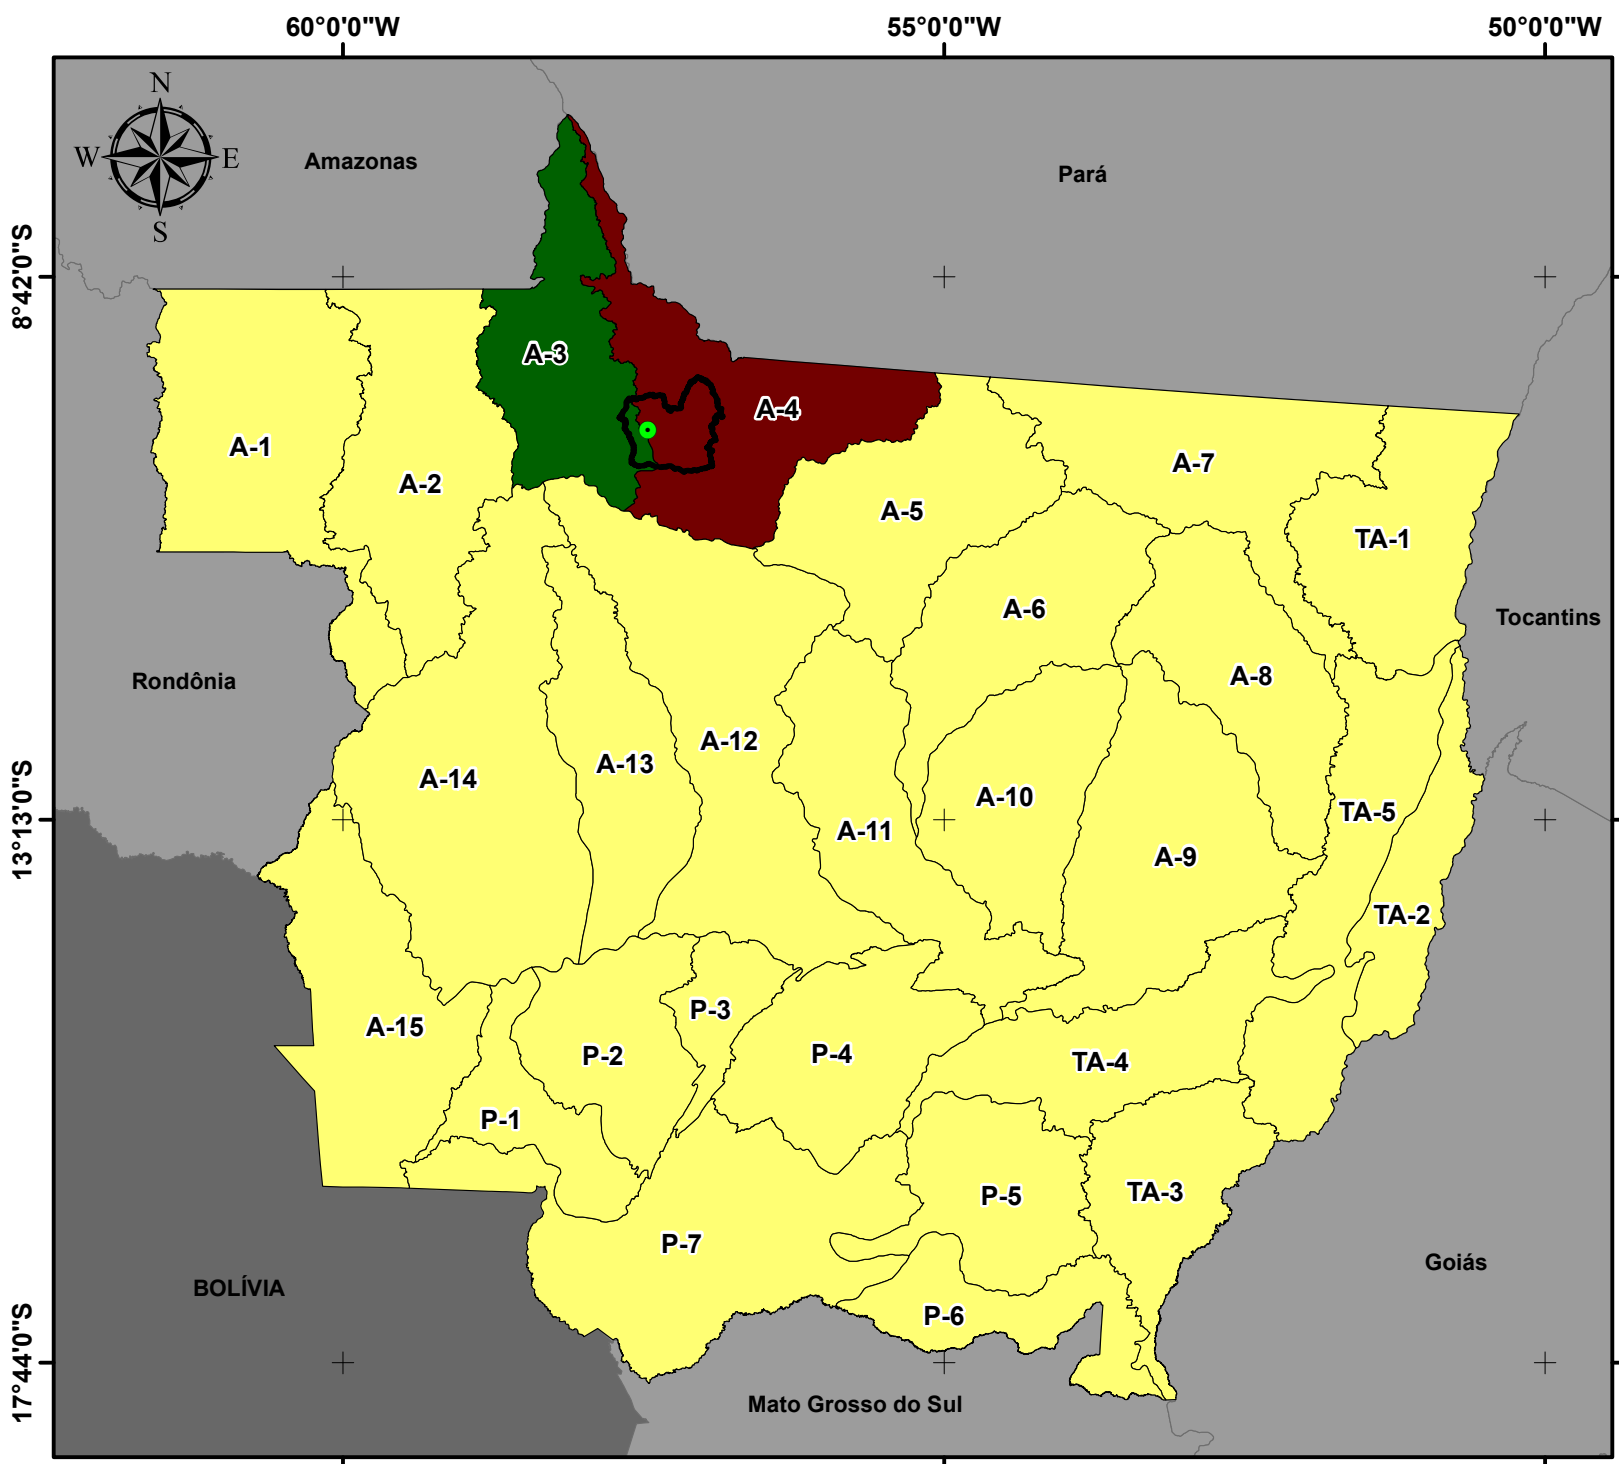 60°0'0"W
55°0'0"W
50°0'0"W
N
W
E
S
Amazonas
Pará
8°42'0"S
A-3
A-4
A-1
A-2
A-7
A-5
TA-1
A-6
Tocantins
Rondônia
A-8
A-12
A-13
A-14
A-10
13°13'0"S
TA-5
A-11
A-9
TA-2
P-3
A-15
P-2
P-4
TA-4
P-1
P-5
TA-3
P-7
Goiás
BOLÍVIA
P-6
17°44'0"S
Mato Grosso do Sul